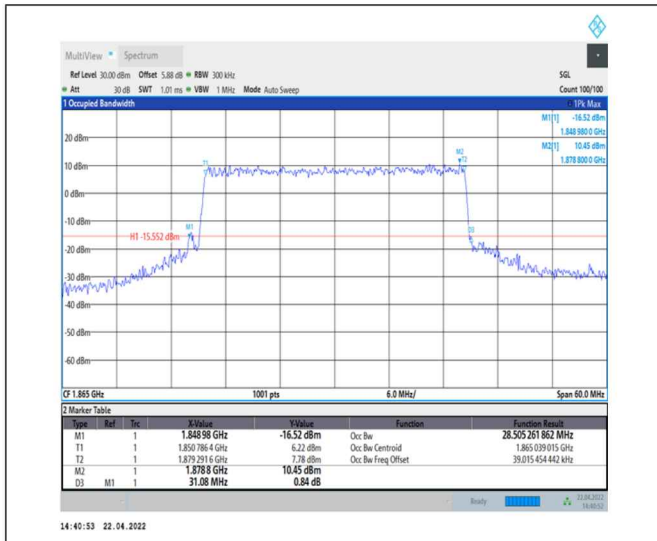 MultiView Spectrum
Ref Level 30.00 dBm Offset 5.88 dB RBW 300 kHz SGL
Att 30 dB SWT 1.01 ms VBW 1 MHz Mode Auto Sweep Count 100/100
1 Occupied Bandwidth 1Pk Max
M1[1] -16.52 dBm
1.848 980 0 GHz
M2[1] 10.45 dBm
1.878 800 0 GHz
20 dBm
M2
T1 T2
10 dBm
0 dBm
-10 dBm
M1
D3
H1 -15.552 dBm
-20 dBm
-30 dBm
-40 dBm
-50 dBm
-60 dBm
CF 1.865 GHz 1001 pts 6.0 MHz/ Span 60.0 MHz
2 Marker Table
Type Ref Trc X-Value Y-Value Function Function Result
M1 1 1.848 98 GHz -16.52 dBm Occ Bw 28.505 261 862 MHz
T1 1 1.850 786 4 GHz 6.22 dBm Occ Bw Centroid 1.865 039 015 GHz
T2 1 1.879 291 6 GHz 7.78 dBm Occ Bw Freq Offset 39.015 454 442 kHz
M2 1 1.878 8 GHz 10.45 dBm
D3 M1 1 31.08 MHz 0.84 dB
Ready 22.04.2022
14:40:52
14:40:53 22.04.2022